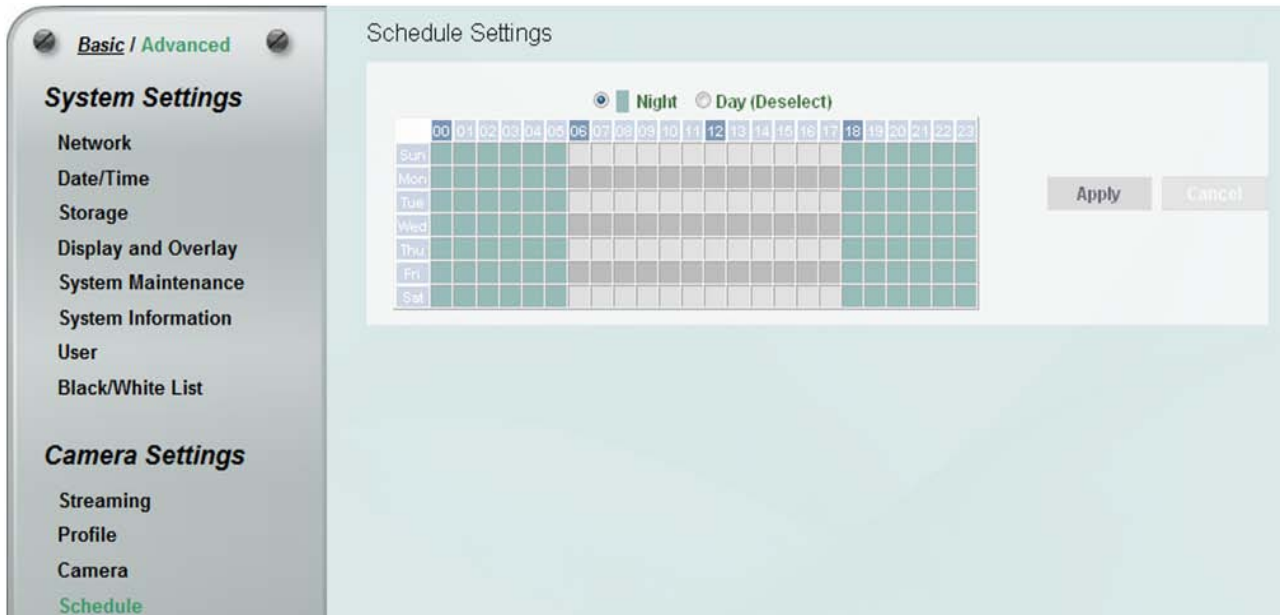 Basic / Advanced
System Settings
Network
Date/Time
Storage
Display and Overlay
System Maintenance
System Information
User
Black/White List
Camera Settings
Streaming
Profile
Camera
Schedule
Schedule Settings
Night Day (Deselect)
00 01 02 03 04 05 06 07 08 09 10 11 12 13 14 15 16 17 18 19 20 21 22 23
Sun
Mon
Tue
Wed
Thu
Fri
Sat
Apply Cancel